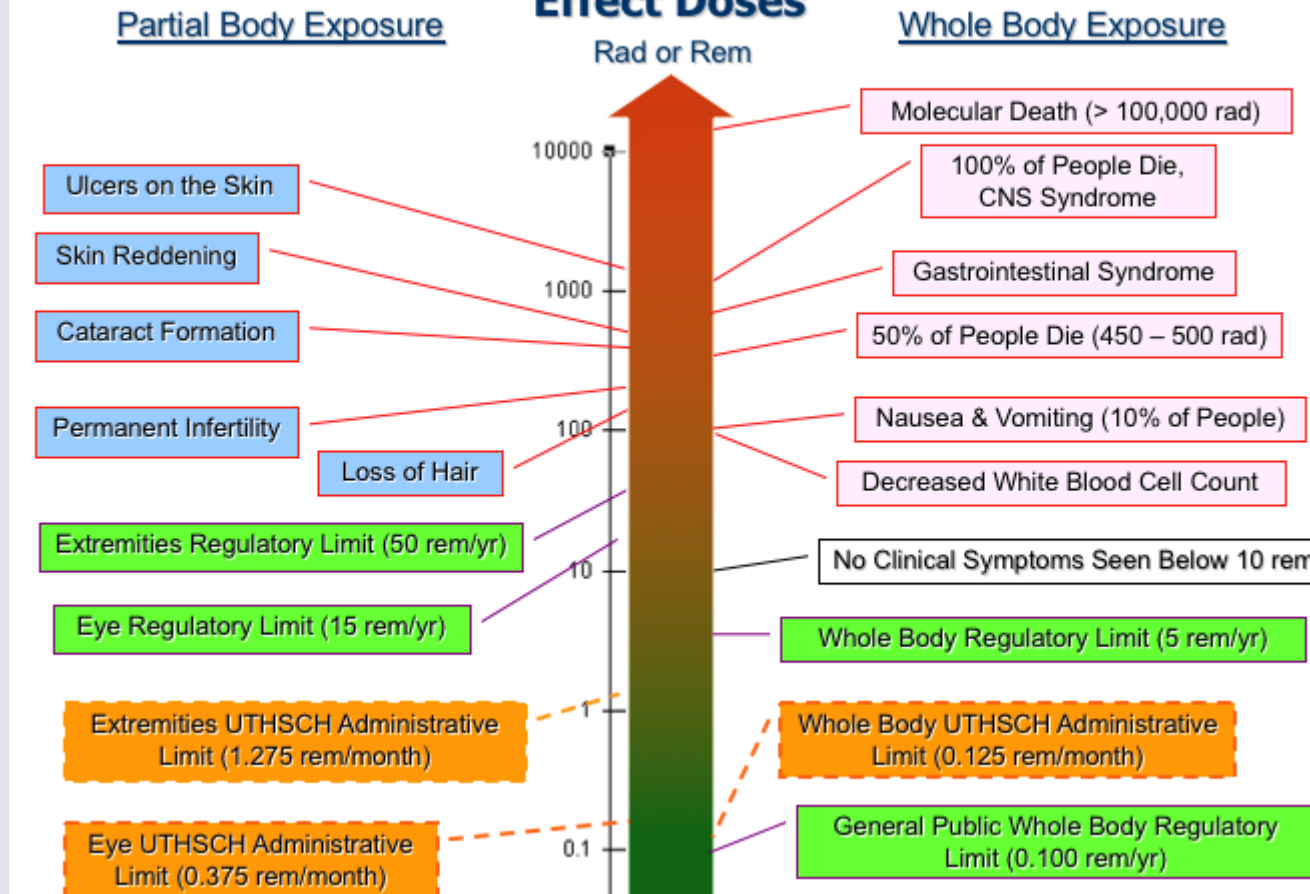 Effect Doses
Partial Body Exposure
Rad or Rem
Whole Body Exposure
Molecular Death (> 100,000 rad)
10000
100% of People Die,
CNS Syndrome
Ulcers on the Skin
Skin Reddening
Gastrointestinal Syndrome
1000
Cataract Formation
50% of People Die (450 – 500 rad)
Permanent Infertility
Nausea & Vomiting (10% of People)
100
Loss of Hair
Decreased White Blood Cell Count
Extremities Regulatory Limit (50 rem/yr)
No Clinical Symptoms Seen Below 10 rem
10
Eye Regulatory Limit (15 rem/yr)
Whole Body Regulatory Limit (5 rem/yr)
Extremities UTHSCH Administrative
Limit (1.275 rem/month)
1
Whole Body UTHSCH Administrative
Limit (0.125 rem/month)
Eye UTHSCH Administrative
Limit (0.375 rem/month)
0.1
General Public Whole Body Regulatory
Limit (0.100 rem/yr)